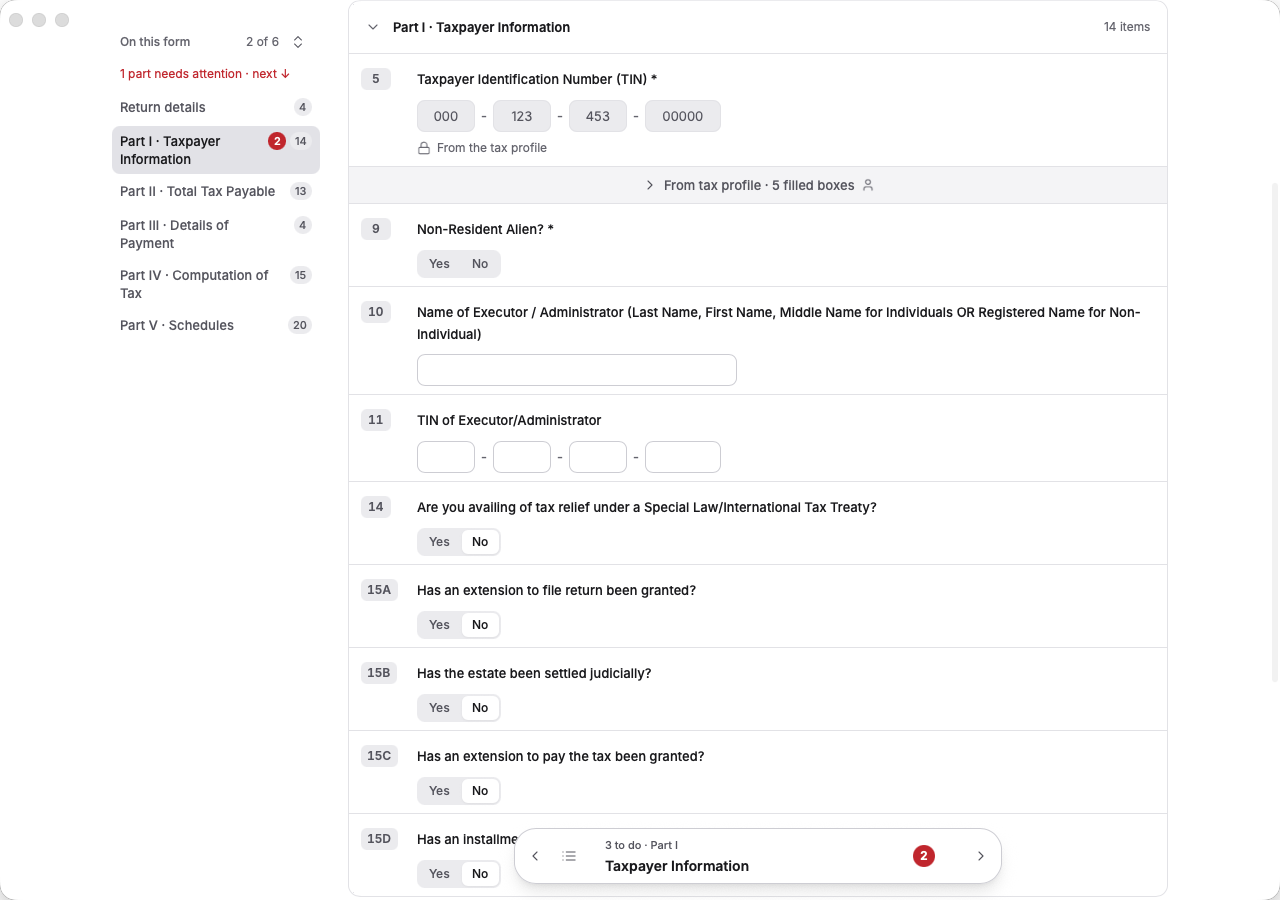 On this form 2 of 6
1 part needs attention · next ↓
Return details 4
Part I · Taxpayer Information 2 14
Part II · Total Tax Payable 13
Part III · Details of Payment 4
Part IV · Computation of Tax 15
Part V · Schedules 20
Part I · Taxpayer Information 14 items
5 Taxpayer Identification Number (TIN) *
000 - 123 - 453 - 00000
From the tax profile
From tax profile · 5 filled boxes
9 Non-Resident Alien? *
Yes No
10 Name of Executor / Administrator (Last Name, First Name, Middle Name for Individuals OR Registered Name for Non-
Individual)
11 TIN of Executor/Administrator
- - -
14 Are you availing of tax relief under a Special Law/International Tax Treaty?
Yes No
15A Has an extension to file return been granted?
Yes No
15B Has the estate been settled judicially?
Yes No
15C Has an extension to pay the tax been granted?
Yes No
15D Has an installme
Yes No
3 to do · Part I
Taxpayer Information 2